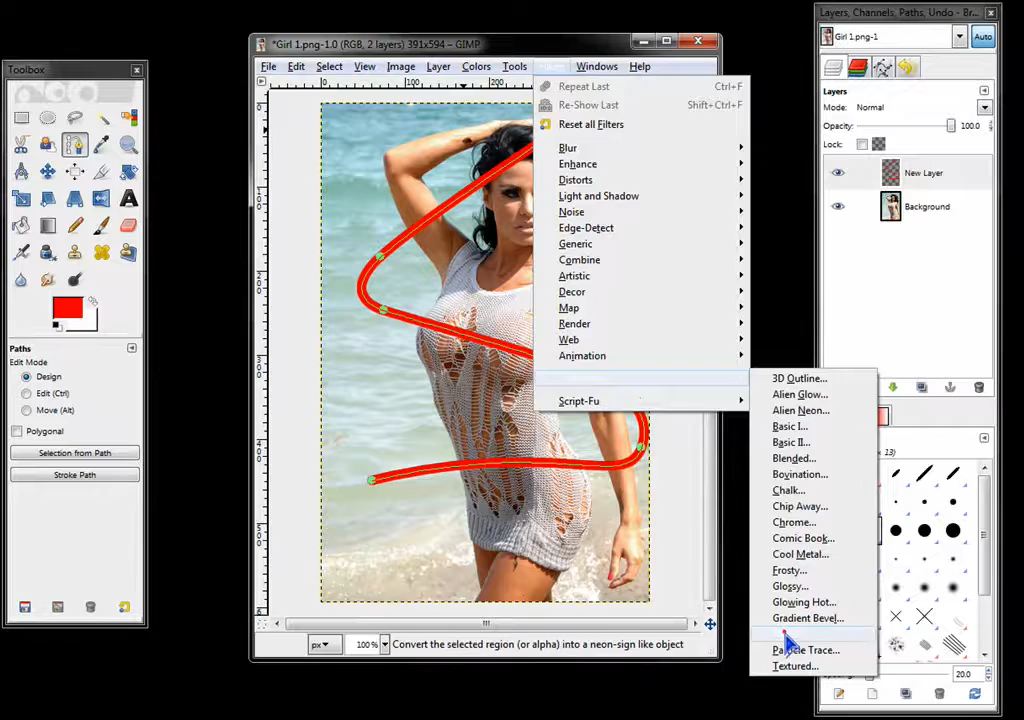 Toolbox
Paths
Edit Mode
Design
Edit (Ctrl)
Move (Alt)
Polygonal
Selection from Path
Stroke Path
*Girl 1.png-1.0 (RGB, 2 layers) 391x594 – GIMP
File Edit Select View Image Layer Colors Tools Windows Help
0 100 200
Repeat Last Ctrl+F
Re-Show Last Shift+Ctrl+F
Reset all Filters
Blur
Enhance
Distorts
Light and Shadow
Noise
Edge-Detect
Generic
Combine
Artistic
Decor
Map
Render
Web
Animation
Script-Fu
3D Outline...
Alien Glow...
Alien Neon...
Basic I...
Basic II...
Blended...
Bovination...
Chalk...
Chip Away...
Chrome...
Comic Book...
Cool Metal...
Frosty...
Glossy...
Glowing Hot...
Gradient Bevel...
Particle Trace...
Textured...
px 100% Convert the selected region (or alpha) into a neon-sign like object
Layers, Channels, Paths, Undo - Br...
Girl 1.png-1 Auto
Layers
Mode: Normal
Opacity: 100.0
Lock:
New Layer
Background
13)
20.0